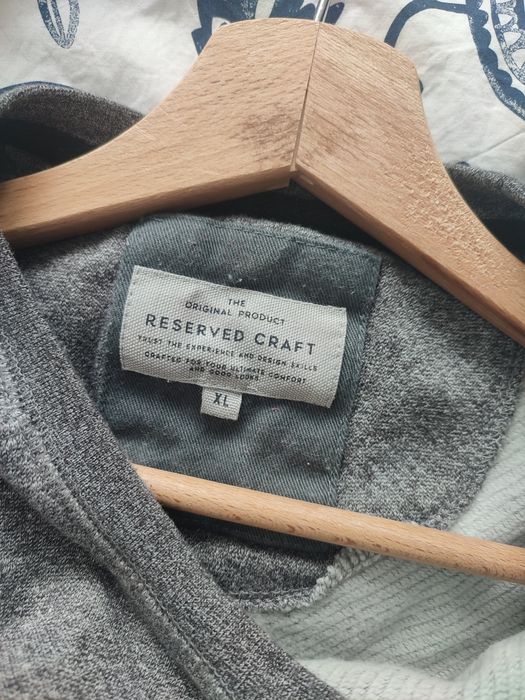 THE
ORIGINAL PRODUCT
RESERVED CRAFT
TRUST THE EXPERIENCE AND DESIGN SKILLS
CRAFTED FOR YOUR ULTIMATE COMFORT
AND GOOD LOOKS
XL